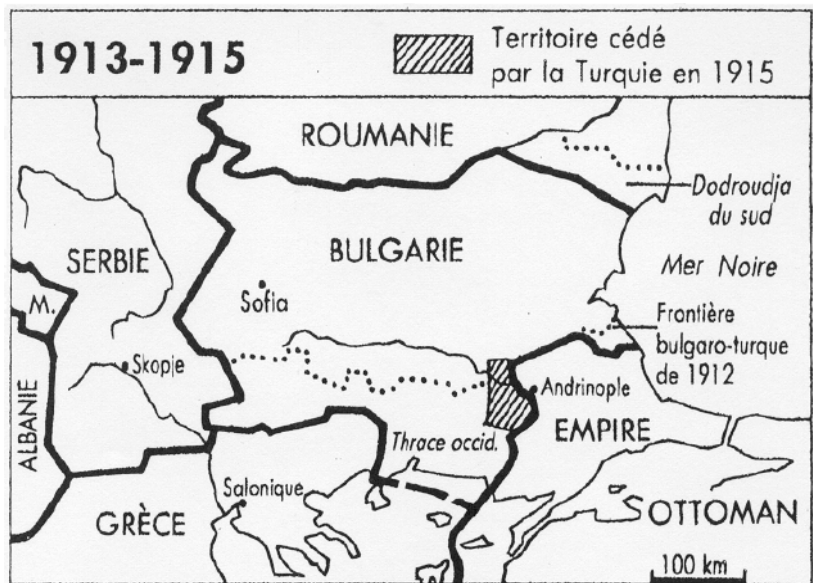 1913-1915
Territoire cédé
par la Turquie en 1915
ROUMANIE
Dodroudja
du sud
SERBIE
BULGARIE
Mer Noire
M.
Sofia
Frontière
bulgaro-turque
de 1912
Skopje
ALBANIE
Andrinople
Thrace occid.
EMPIRE
Salonique
GRÈCE
OTTOMAN
100 km